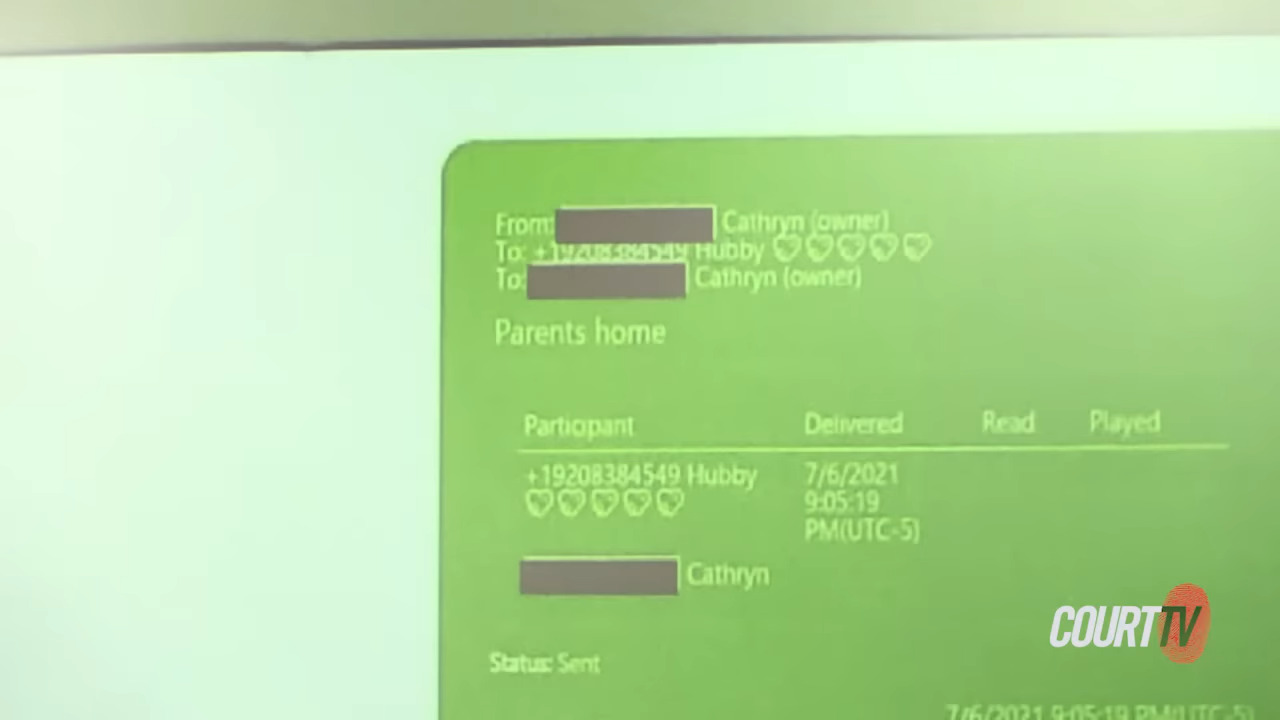 From: Cathryn (owner)
To: +19208384549 Hubby ♡♡♡♡♡
To: Cathryn (owner)
Parents home
Participant Delivered Read Played
+19208384549 Hubby 7/6/2021
♡♡♡♡♡ 9:05:19
PM(UTC-5)
Cathryn
Status: Sent
COURT TV
7/6/2021 9:05:19 PM(UTC-5)